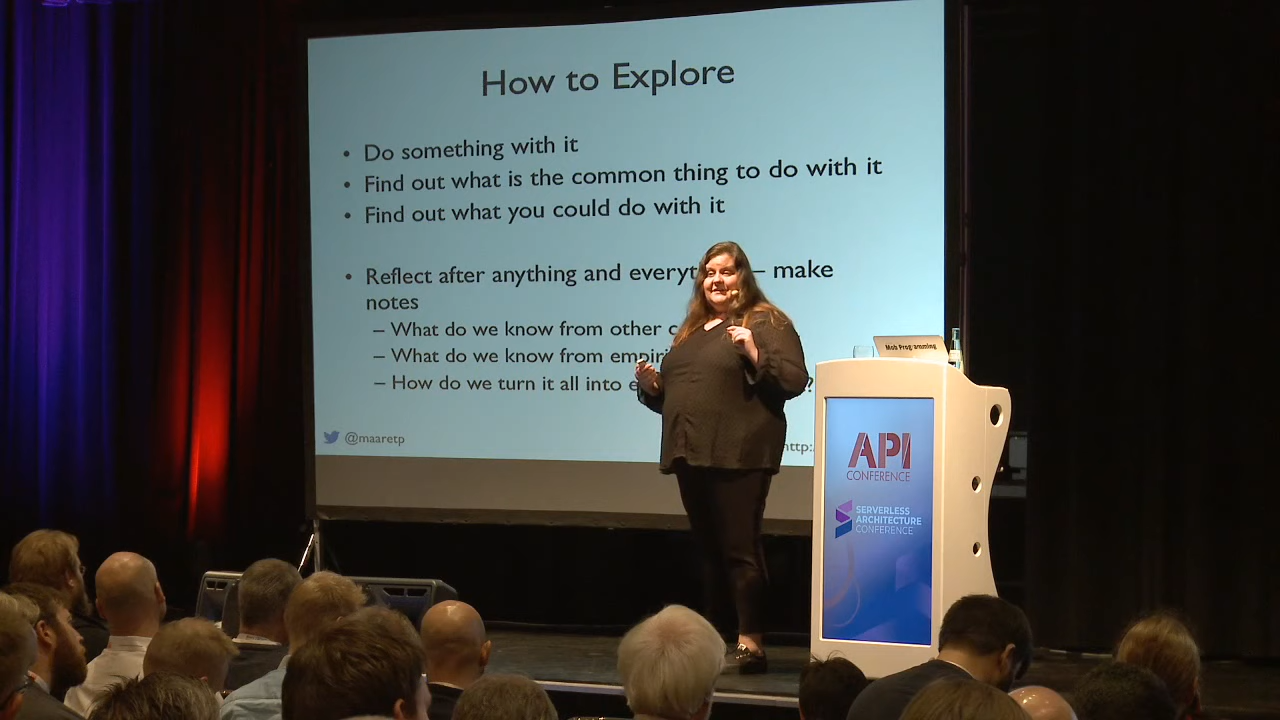 How to Explore
• Do something with it
• Find out what is the common thing to do with it
• Find out what you could do with it
• Reflect after anything and – make
notes
– What do we know from other
– What do we know from
– How do we turn it all into ?
@maaretp
http:
Mob Programming
API
CONFERENCE
SERVERLESS
ARCHITECTURE
CONFERENCE